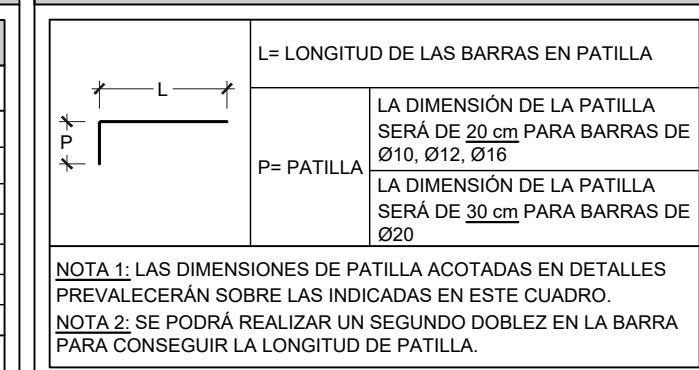 L= LONGITUD DE LAS BARRAS EN PATILLA
L
P
P= PATILLA
LA DIMENSIÓN DE LA PATILLA
SERÁ DE 20 cm PARA BARRAS DE
Ø10, Ø12, Ø16
LA DIMENSIÓN DE LA PATILLA
SERÁ DE 30 cm PARA BARRAS DE
Ø20
NOTA 1: LAS DIMENSIONES DE PATILLA ACOTADAS EN DETALLES
PREVALECERÁN SOBRE LAS INDICADAS EN ESTE CUADRO.
NOTA 2: SE PODRÁ REALIZAR UN SEGUNDO DOBLEZ EN LA BARRA
PARA CONSEGUIR LA LONGITUD DE PATILLA.